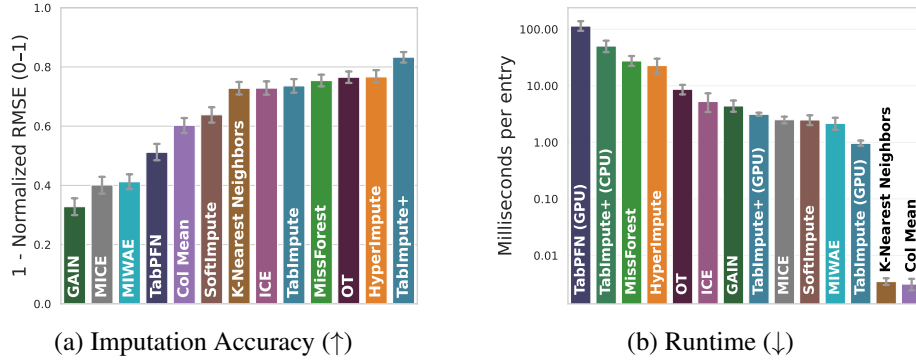 1 - Normalized RMSE (0–1)
1.0
0.8
0.6
0.4
0.2
0.0
GAIN
MICE
MIWAE
TabPFN
Col Mean
SoftImpute
K-Nearest Neighbors
ICE
TabImpute
MissForest
OT
HyperImpute
TabImpute+
(a) Imputation Accuracy (↑)
Milliseconds per entry
100.00
10.00
1.00
0.10
0.01
TabPFN (GPU)
TabImpute+ (CPU)
MissForest
HyperImpute
OT
ICE
GAIN
TabImpute+ (GPU)
MICE
SoftImpute
MIWAE
TabImpute (GPU)
K-Nearest Neighbors
Col Mean
(b) Runtime (↓)